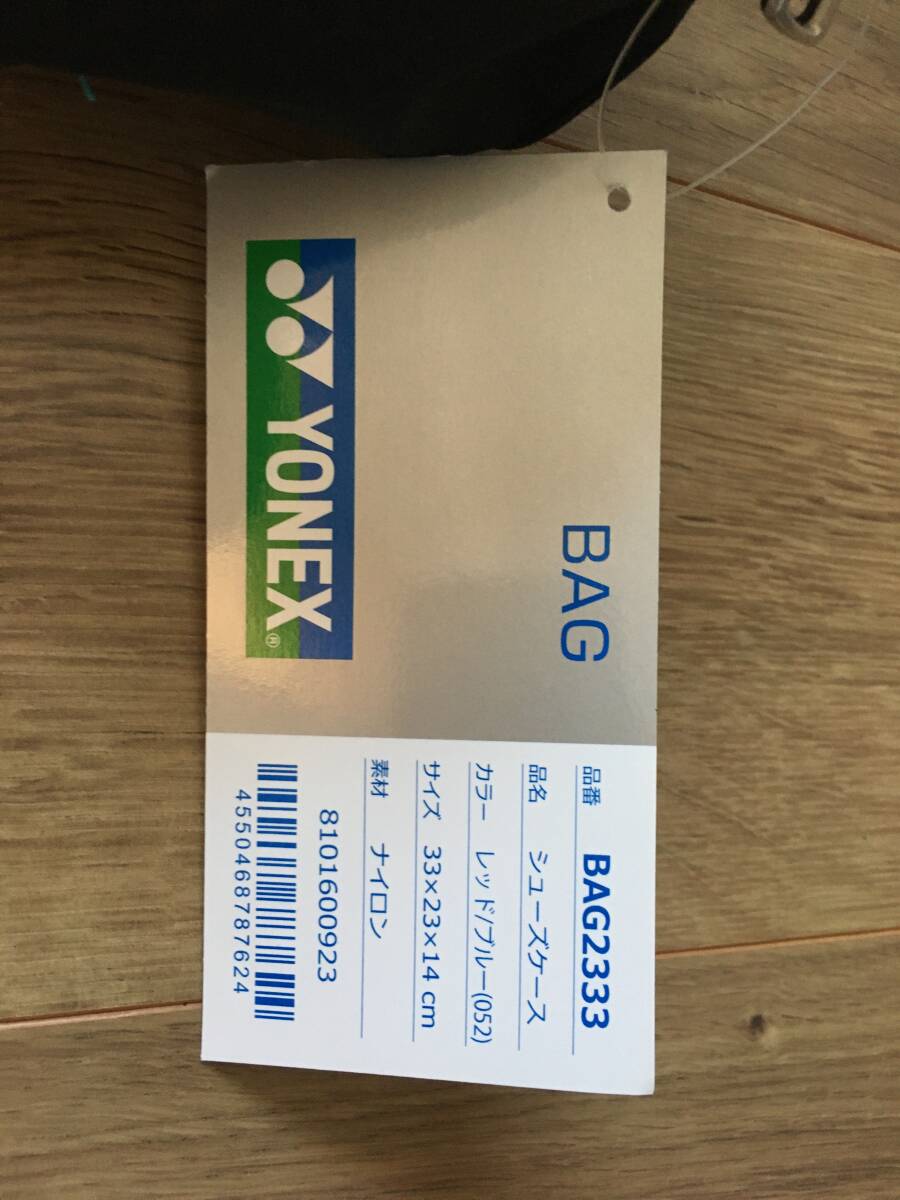 YONEX®
BAG
品番 BAG2333
品名 シューズケース
カラー レッド/ブルー(052)
サイズ 33×23×14 cm
素材 ナイロン
8101600923
4550468787624